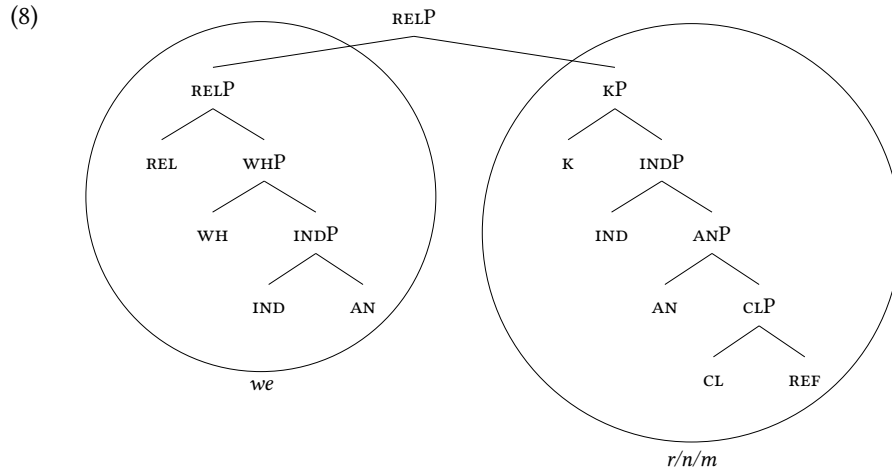 (8)
RELP
RELP KP
REL WHP K INDP
WH INDP IND ANP
IND AN AN CLP
we CL REF
r/n/m